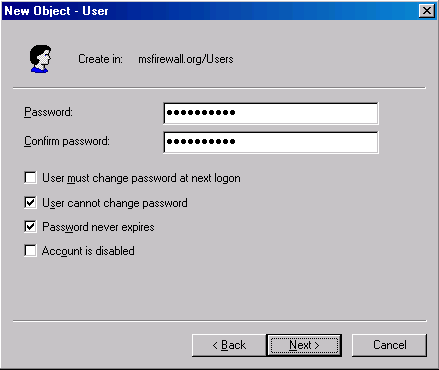 New Object - User
Create in: msfirewall.org/Users
Password: ●●●●●●●●●●
Confirm password: ●●●●●●●●●●
User must change password at next logon
User cannot change password
Password never expires
Account is disabled
< Back Next > Cancel